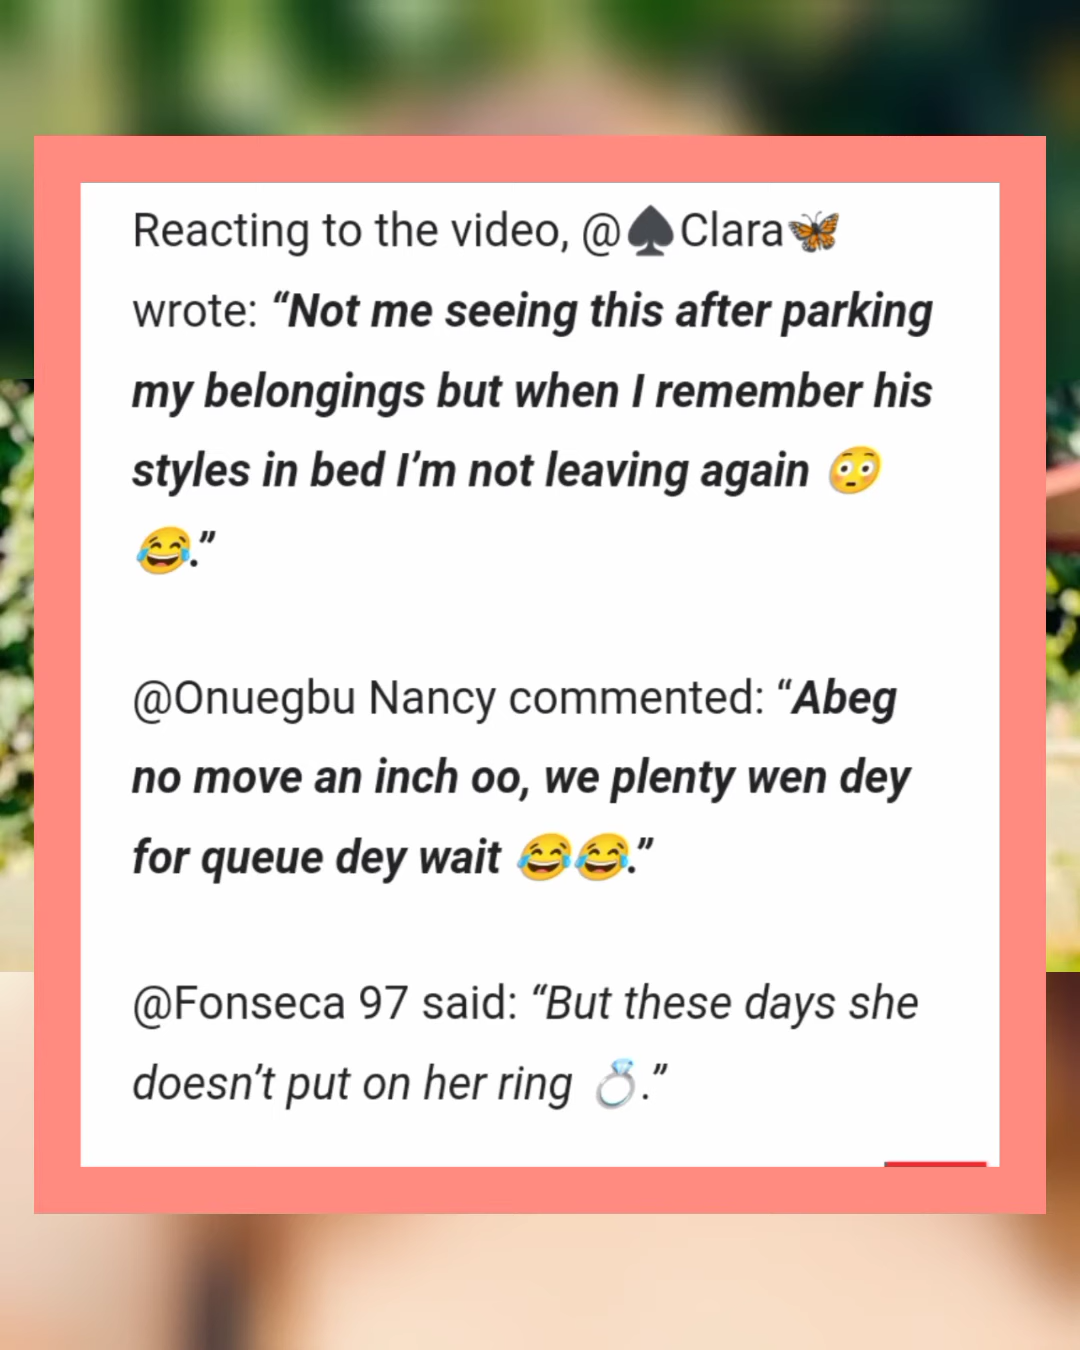 Reacting to the video, @♠Clara🦋
wrote: “Not me seeing this after parking
my belongings but when I remember his
styles in bed I’m not leaving again 😳
😂.”
@Onuegbu Nancy commented: “Abeg
no move an inch oo, we plenty wen dey
for queue dey wait 😂😂.”
@Fonseca 97 said: “But these days she
doesn’t put on her ring 💍.”